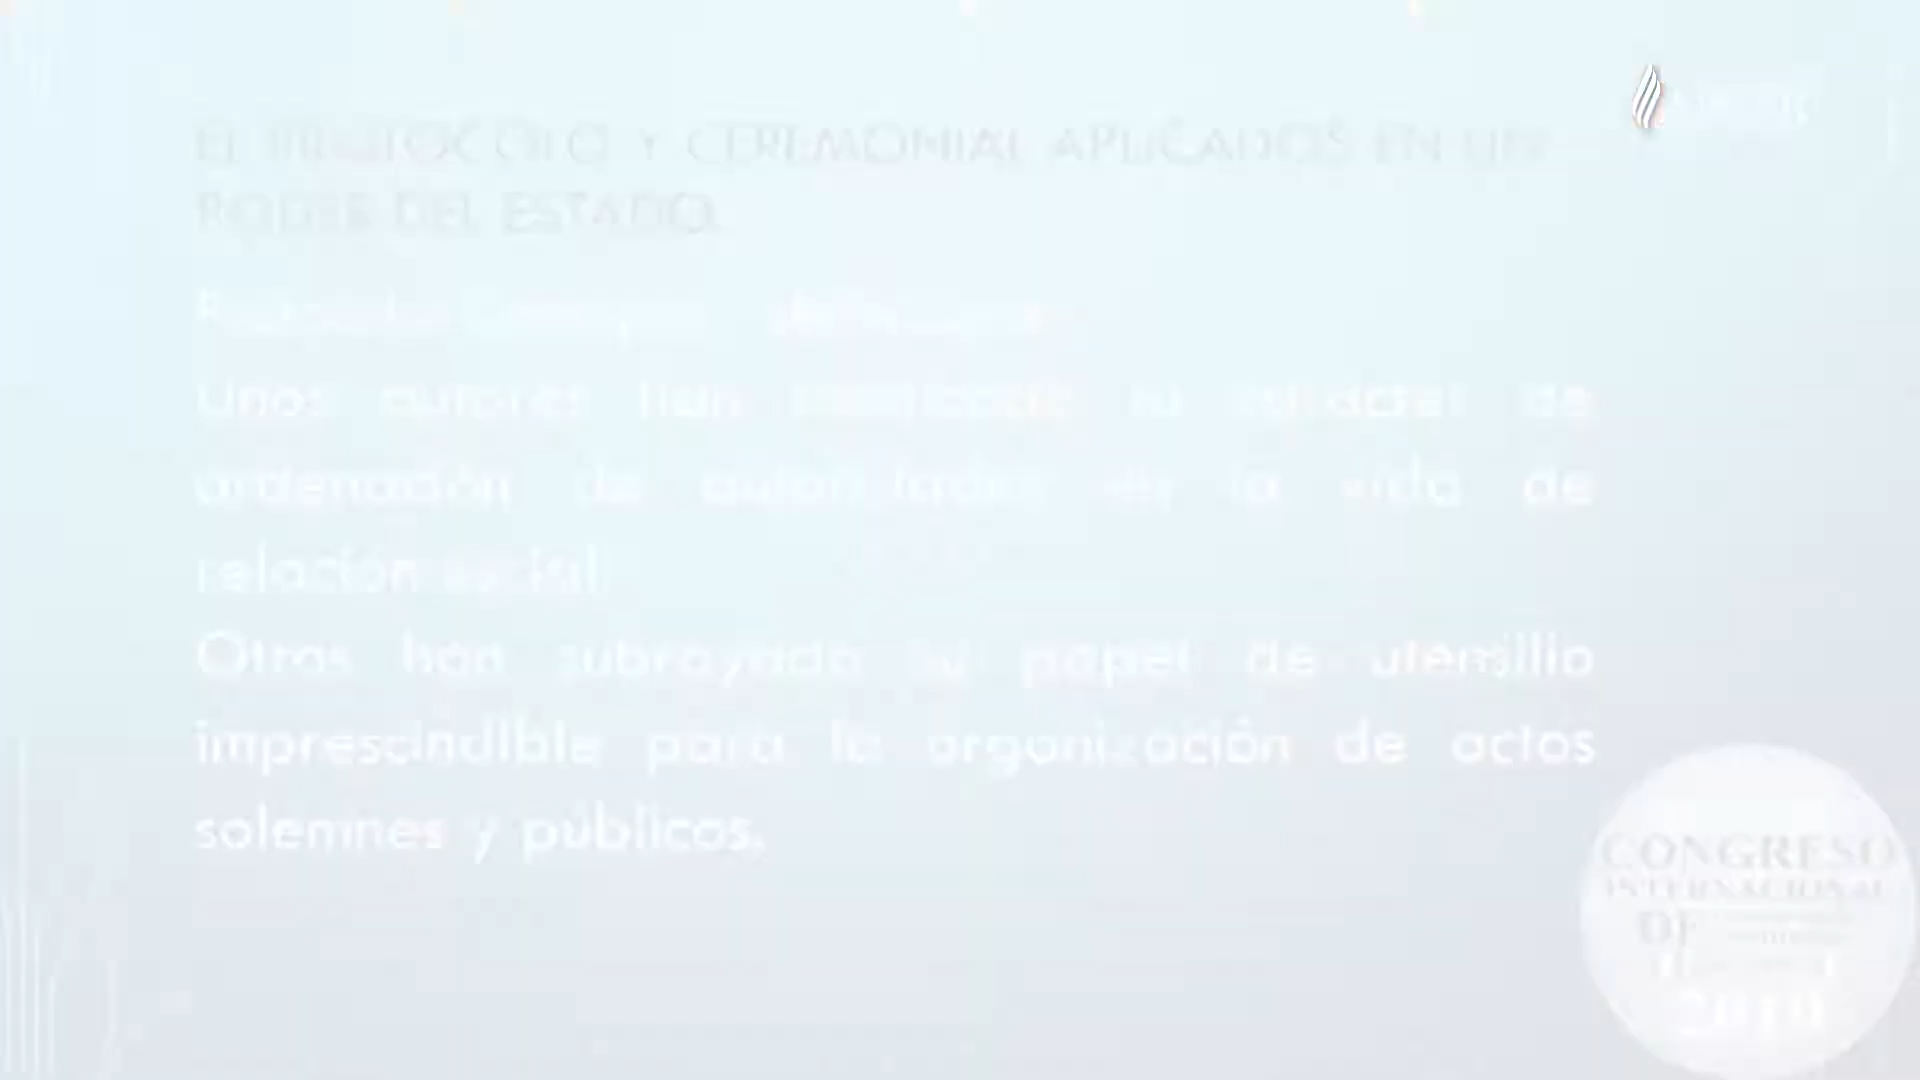 EL PROTOCOLO Y CEREMONIAL APLICADOS EN UN
PODER DEL ESTADO.
Unos autores han su carácter de
ordenación de autoridades en la vida de
relación social
Otros han subrayado su papel de utensilio
imprescindible para la organización de actos
solemnes y públicos.
CONGRESO
INTERNACIONAL
DE
2019